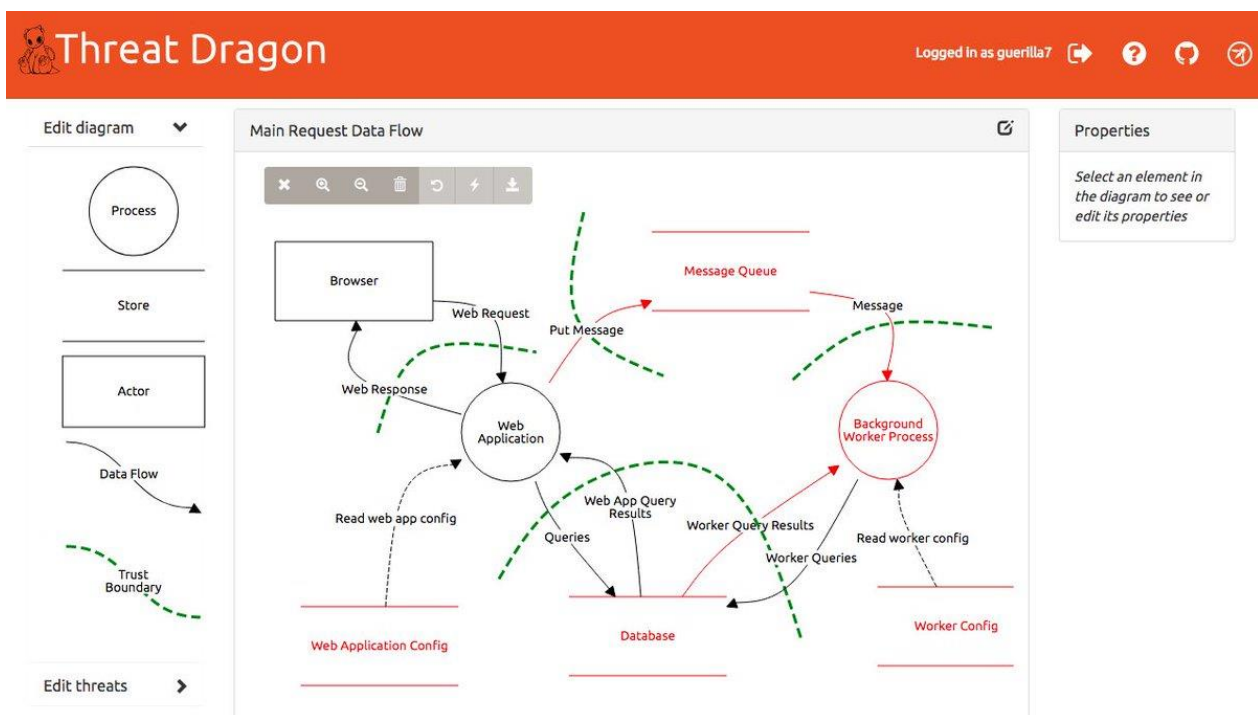 Threat Dragon
Logged in as guerilla7
Edit diagram
Process
Store
Actor
Data Flow
Trust
Boundary
Edit threats
Main Request Data Flow
Browser
Message Queue
Web Request
Put Message
Message
Web Response
Web
Application
Background
Worker Process
Read web app config
Queries
Web App Query
Results
Worker Query Results
Worker Queries
Read worker config
Web Application Config
Database
Worker Config
Properties
Select an element in
the diagram to see or
edit its properties